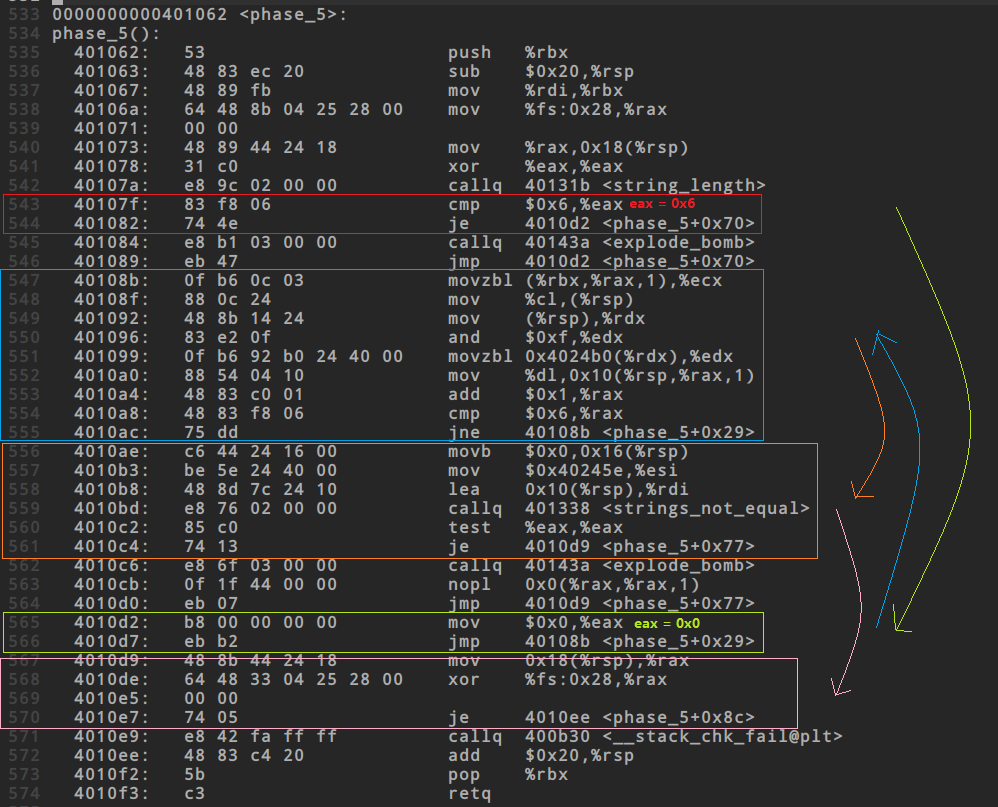 533 0000000000401062 <phase_5>:
534 phase_5():
535 401062: 53 push %rbx
536 401063: 48 83 ec 20 sub $0x20,%rsp
537 401067: 48 89 fb mov %rdi,%rbx
538 40106a: 64 48 8b 04 25 28 00 mov %fs:0x28,%rax
539 401071: 00 00
540 401073: 48 89 44 24 18 mov %rax,0x18(%rsp)
541 401078: 31 c0 xor %eax,%eax
542 40107a: e8 9c 02 00 00 callq 40131b <string_length>
543 40107f: 83 f8 06 cmp $0x6,%eax eax = 0x6
544 401082: 74 4e je 4010d2 <phase_5+0x70>
545 401084: e8 b1 03 00 00 callq 40143a <explode_bomb>
546 401089: eb 47 jmp 4010d2 <phase_5+0x70>
547 40108b: 0f b6 0c 03 movzbl (%rbx,%rax,1),%ecx
548 40108f: 88 0c 24 mov %cl,(%rsp)
549 401092: 48 8b 14 24 mov (%rsp),%rdx
550 401096: 83 e2 0f and $0xf,%edx
551 401099: 0f b6 92 b0 24 40 00 movzbl 0x4024b0(%rdx),%edx
552 4010a0: 88 54 04 10 mov %dl,0x10(%rsp,%rax,1)
553 4010a4: 48 83 c0 01 add $0x1,%rax
554 4010a8: 48 83 f8 06 cmp $0x6,%rax
555 4010ac: 75 dd jne 40108b <phase_5+0x29>
556 4010ae: c6 44 24 16 00 movb $0x0,0x16(%rsp)
557 4010b3: be 5e 24 40 00 mov $0x40245e,%esi
558 4010b8: 48 8d 7c 24 10 lea 0x10(%rsp),%rdi
559 4010bd: e8 76 02 00 00 callq 401338 <strings_not_equal>
560 4010c2: 85 c0 test %eax,%eax
561 4010c4: 74 13 je 4010d9 <phase_5+0x77>
562 4010c6: e8 6f 03 00 00 callq 40143a <explode_bomb>
563 4010cb: 0f 1f 44 00 00 nopl 0x0(%rax,%rax,1)
564 4010d0: eb 07 jmp 4010d9 <phase_5+0x77>
565 4010d2: b8 00 00 00 00 mov $0x0,%eax eax = 0x0
566 4010d7: eb b2 jmp 40108b <phase_5+0x29>
567 4010d9: 48 8b 44 24 18 mov 0x18(%rsp),%rax
568 4010de: 64 48 33 04 25 28 00 xor %fs:0x28,%rax
569 4010e5: 00 00
570 4010e7: 74 05 je 4010ee <phase_5+0x8c>
571 4010e9: e8 42 fa ff ff callq 400b30 <__stack_chk_fail@plt>
572 4010ee: 48 83 c4 20 add $0x20,%rsp
573 4010f2: 5b pop %rbx
574 4010f3: c3 retq